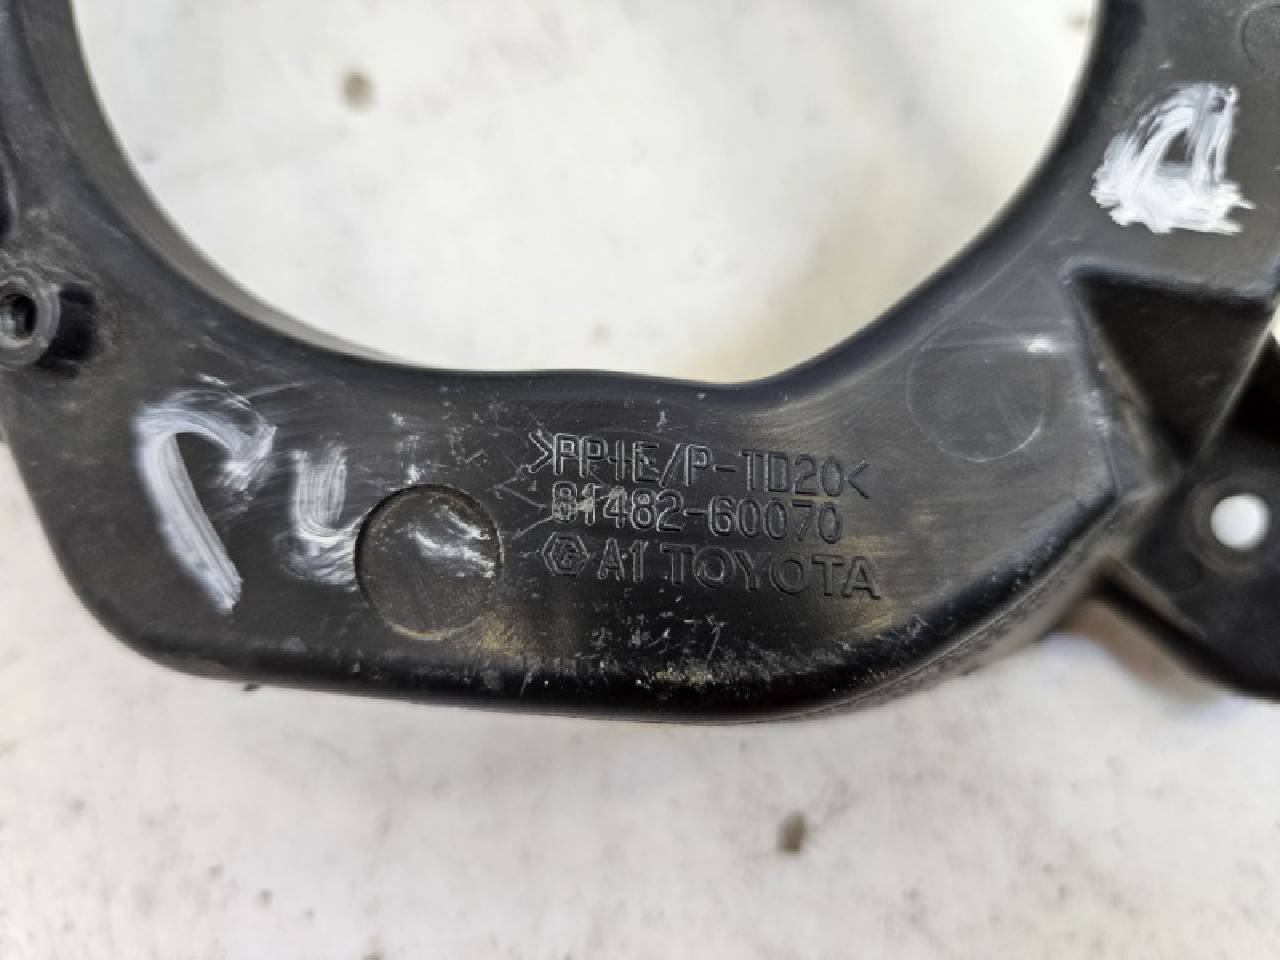 >PP+E/P-TD20<
81482-60070
A1 TOYOTA